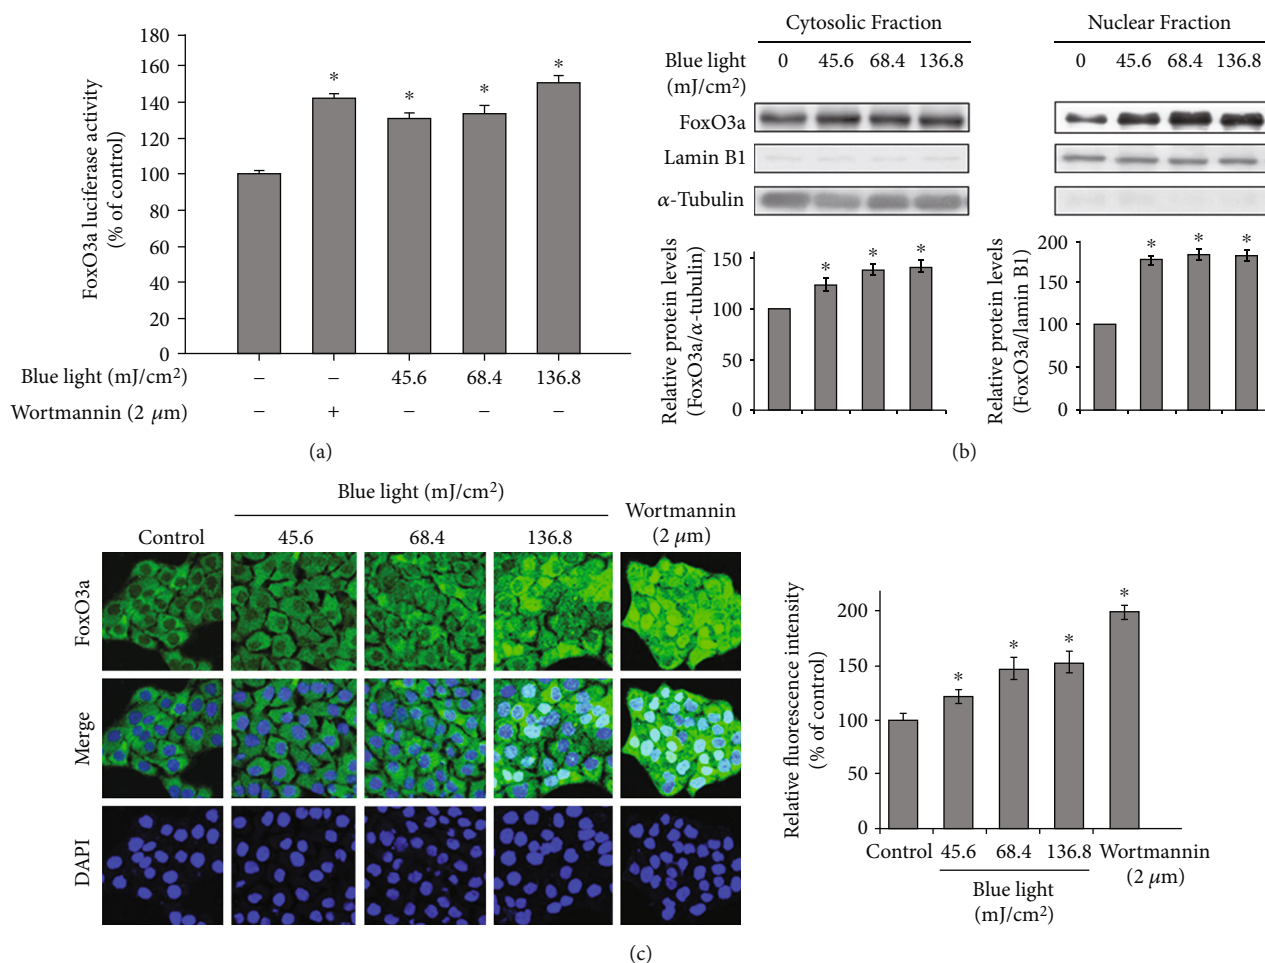 180
160
140
120
100
80
60
40
20
0
FoxO3a luciferase activity
(% of control)
* * * *
Blue light (mJ/cm2) – – 45.6 68.4 136.8
Wortmannin (2 μm) – + – – –
(a)
Cytosolic Fraction
Nuclear Fraction
Blue light
(mJ/cm2)
0 45.6 68.4 136.8
0 45.6 68.4 136.8
FoxO3a
Lamin B1
α-Tubulin
Relative protein levels
(FoxO3a/α-tubulin)
150
100
50
0
* * *
Relative protein levels
(FoxO3a/lamin B1)
200
150
100
50
0
* * *
(b)
Blue light (mJ/cm2)
Wortmannin
(2 μm)
Control 45.6 68.4 136.8
FoxO3a
Merge
DAPI
Relative fluorescence intensity
(% of control)
200
150
100
50
0
* * * *
Control 45.6 68.4 136.8 Wortmannin
(2 μm)
Blue light
(mJ/cm2)
(c)